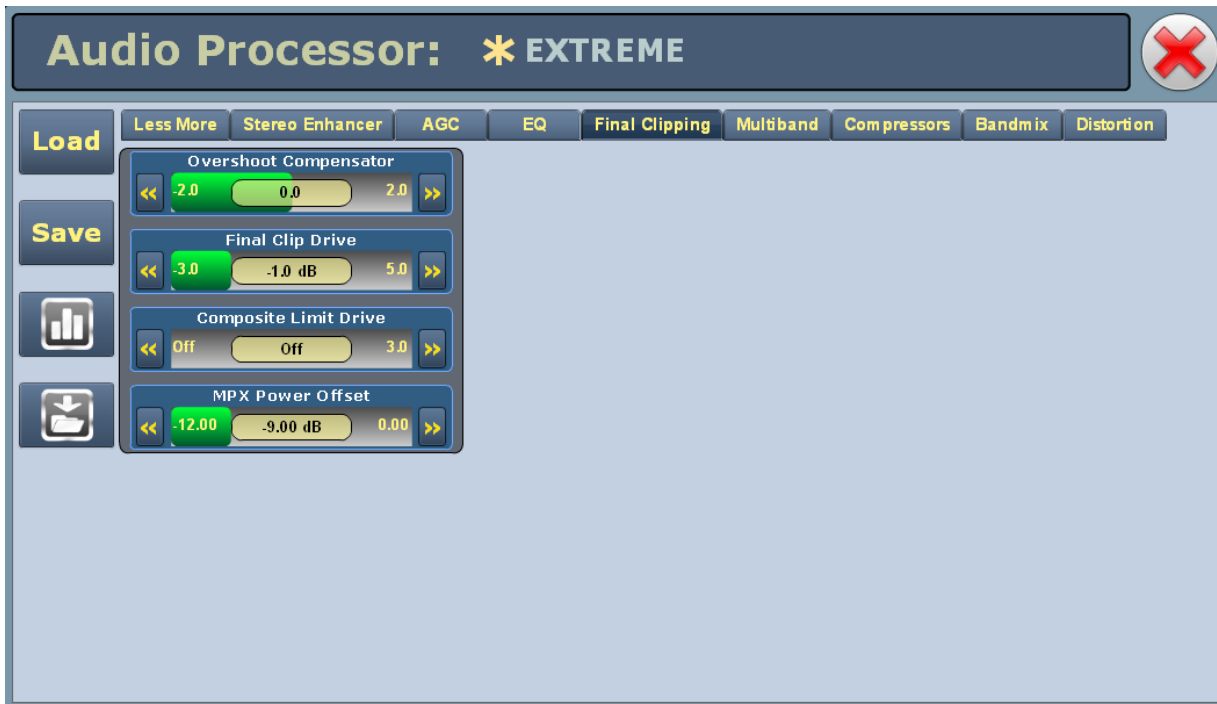 Audio Processor: * EXTREME
Load
Save
Less More Stereo Enhancer AGC EQ Final Clipping Multiband Compressors Bandmix Distortion
Overshoot Compensator
« -2.0 0.0 2.0 »
Final Clip Drive
« -3.0 -1.0 dB 5.0 »
Composite Limit Drive
« Off Off 3.0 »
MPX Power Offset
« -12.00 -9.00 dB 0.00 »